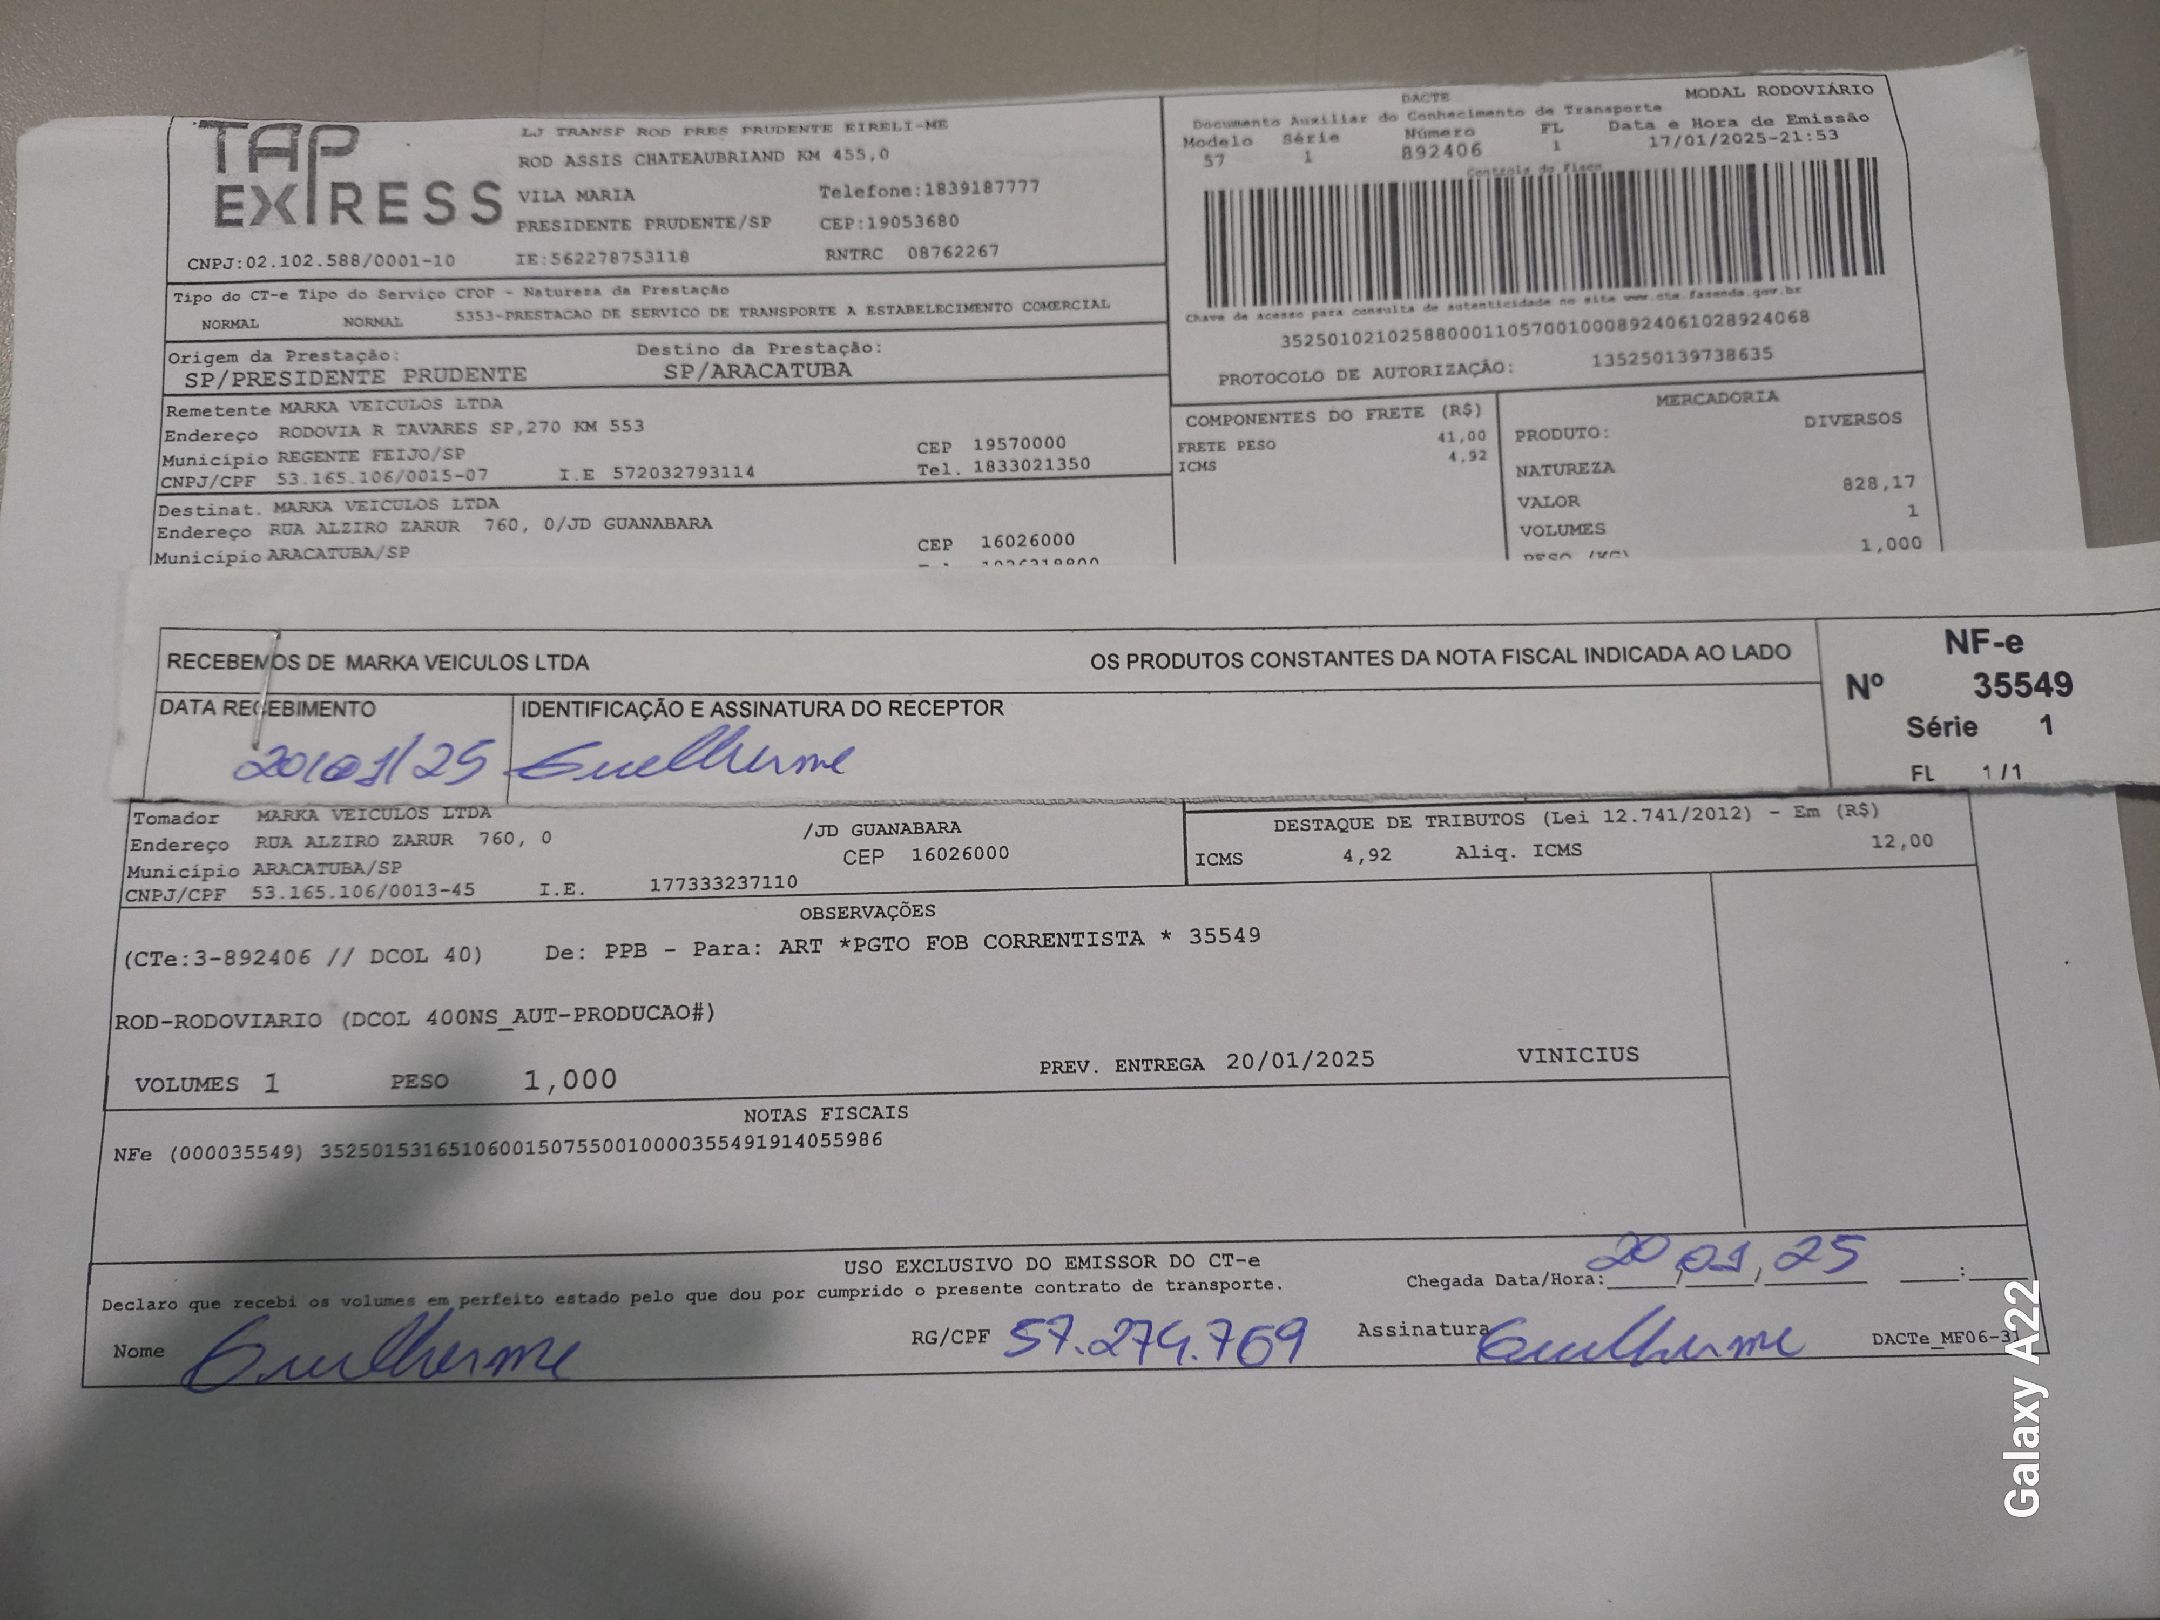 TAP EXPRESS
LJ TRANSP ROD PRES PRUDENTE EIRELI-ME
ROD ASSIS CHATEAUBRIAND KM 455,0
VILA MARIA Telefone:1839187777
PRESIDENTE PRUDENTE/SP CEP:19053680
CNPJ:02.102.588/0001-10 IE:562278753118 RNTRC 08762267
DACTE MODAL RODOVIÁRIO
Documento Auxiliar do Conhecimento de Transporte
Modelo Série Número FL Data e Hora de Emissão
57 1 892406 1 17/01/2025-21:53
Controle do Fisco
Chave de acesso para consulta de autenticidade no site www.cte.fazenda.gov.br
35250102102588000110570010008924061028924068
PROTOCOLO DE AUTORIZAÇÃO: 135250139738635
Tipo do CT-e Tipo do Serviço CFOP - Natureza da Prestação
NORMAL NORMAL 5353-PRESTACAO DE SERVICO DE TRANSPORTE A ESTABELECIMENTO COMERCIAL
Origem da Prestação: Destino da Prestação:
SP/PRESIDENTE PRUDENTE SP/ARACATUBA
Remetente MARKA VEICULOS LTDA
Endereço RODOVIA R TAVARES SP,270 KM 553
Município REGENTE FEIJO/SP CEP 19570000
CNPJ/CPF 53.165.106/0015-07 I.E 572032793114 Tel. 1833021350
Destinat. MARKA VEICULOS LTDA
Endereço RUA ALZIRO ZARUR 760, 0/JD GUANABARA
Município ARACATUBA/SP CEP 16026000
COMPONENTES DO FRETE (R$)
FRETE PESO 41,00
ICMS 4,92
MERCADORIA
PRODUTO: DIVERSOS
NATUREZA
VALOR 828,17
VOLUMES 1
PESO (KG) 1,000
RECEBEMOS DE MARKA VEICULOS LTDA OS PRODUTOS CONSTANTES DA NOTA FISCAL INDICADA AO LADO
DATA RECEBIMENTO IDENTIFICAÇÃO E ASSINATURA DO RECEPTOR
20/01/25 Guilherme
NF-e
Nº 35549
Série 1
FL 1/1
Tomador MARKA VEICULOS LTDA
Endereço RUA ALZIRO ZARUR 760, 0 /JD GUANABARA
Município ARACATUBA/SP CEP 16026000
CNPJ/CPF 53.165.106/0013-45 I.E. 177333237110
DESTAQUE DE TRIBUTOS (Lei 12.741/2012) - Em (R$)
ICMS 4,92 Aliq. ICMS 12,00
OBSERVAÇÕES
(CTe:3-892406 // DCOL 40) De: PPB - Para: ART *PGTO FOB CORRENTISTA * 35549
ROD-RODOVIARIO (DCOL 400NS_AUT-PRODUCAO#)
VOLUMES 1 PESO 1,000 PREV. ENTREGA 20/01/2025 VINICIUS
NOTAS FISCAIS
NFe (000035549) 35250153165106001507550010000355491914055986
USO EXCLUSIVO DO EMISSOR DO CT-e
Declaro que recebi os volumes em perfeito estado pelo que dou por cumprido o presente contrato de transporte. Chegada Data/Hora: 20/01/25 __:__
Nome Guilherme RG/CPF 57.274.769 Assinatura Guilherme DACTe_MF06-31
Galaxy A22